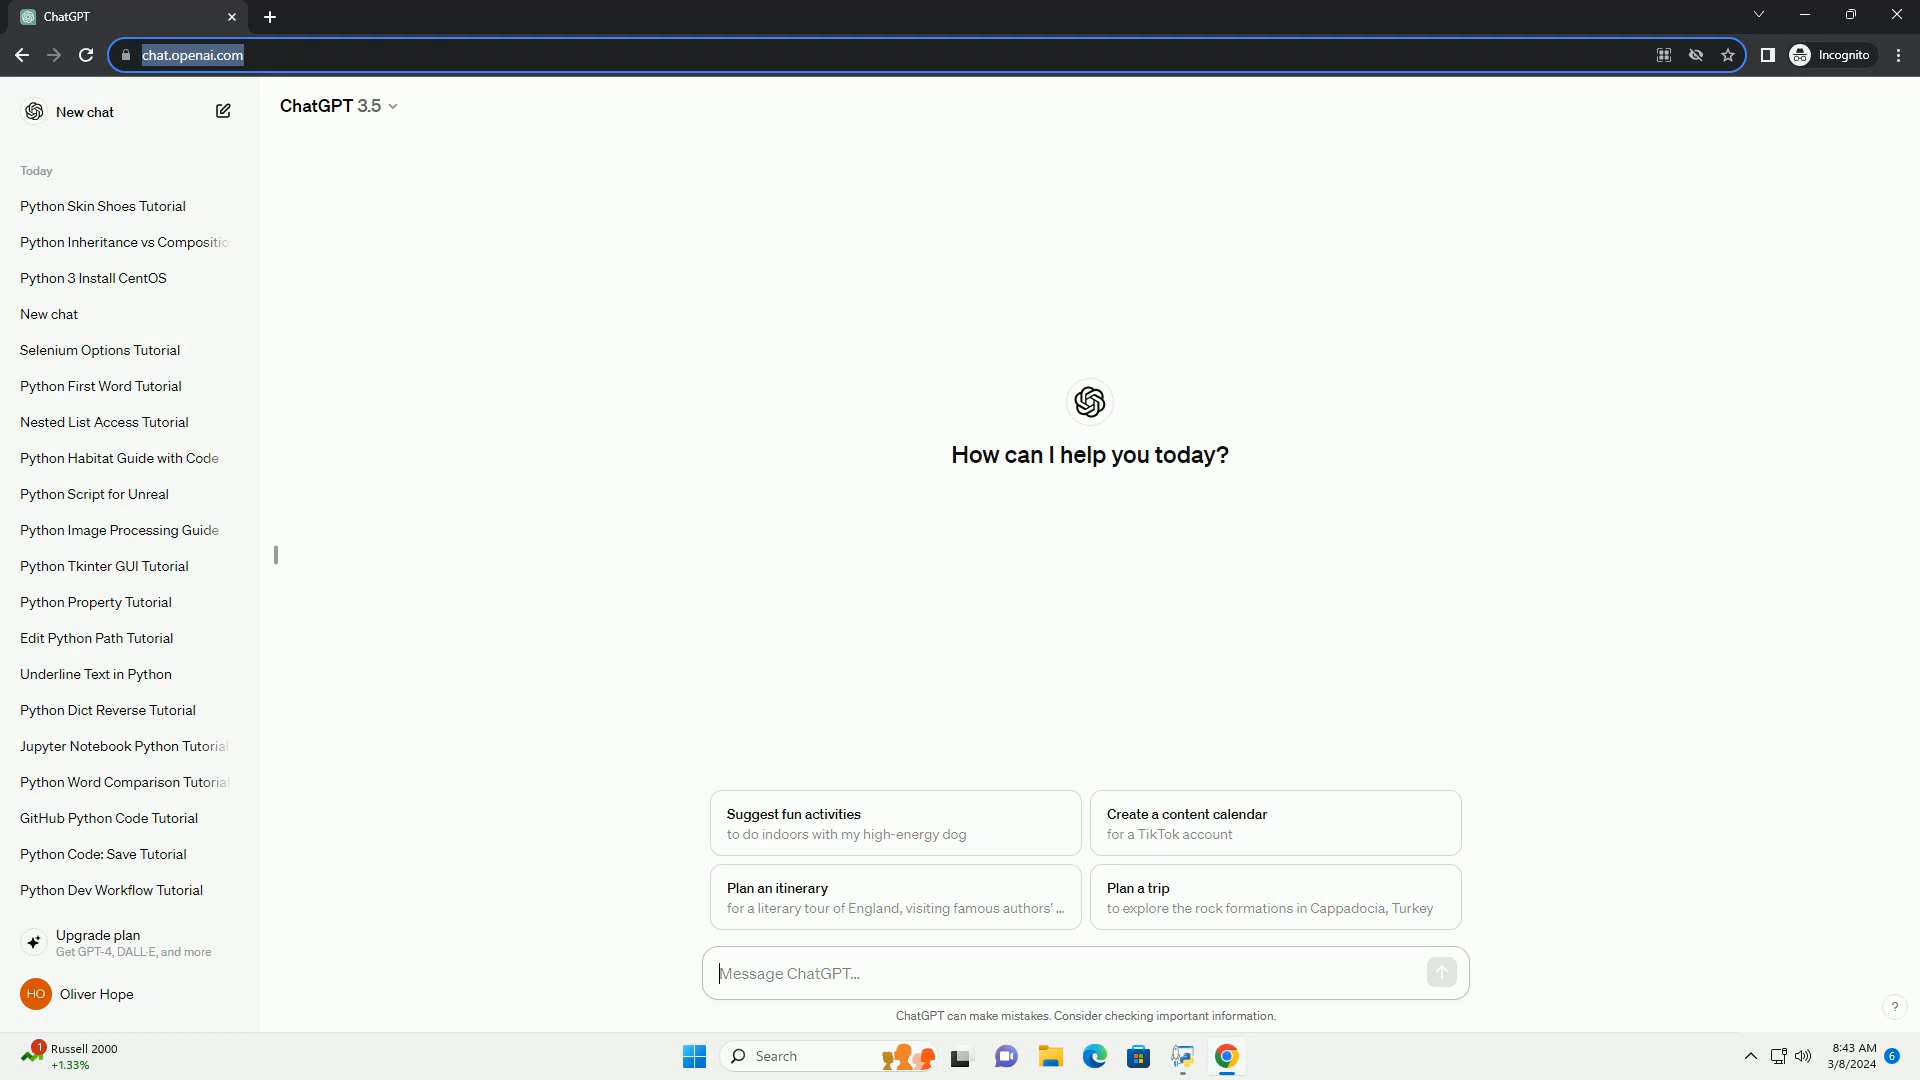 ChatGPT
chat.openai.com
Incognito
New chat
ChatGPT 3.5
Today
Python Skin Shoes Tutorial
Python Inheritance vs Compositio
Python 3 Install CentOS
New chat
Selenium Options Tutorial
Python First Word Tutorial
Nested List Access Tutorial
Python Habitat Guide with Code
Python Script for Unreal
Python Image Processing Guide
Python Tkinter GUI Tutorial
Python Property Tutorial
Edit Python Path Tutorial
Underline Text in Python
Python Dict Reverse Tutorial
Jupyter Notebook Python Tutorial
Python Word Comparison Tutorial
GitHub Python Code Tutorial
Python Code: Save Tutorial
Python Dev Workflow Tutorial
Upgrade plan
Get GPT-4, DALL·E, and more
HO
Oliver Hope
How can I help you today?
Suggest fun activities
to do indoors with my high-energy dog
Create a content calendar
for a TikTok account
Plan an itinerary
for a literary tour of England, visiting famous authors' ...
Plan a trip
to explore the rock formations in Cappadocia, Turkey
Message ChatGPT...
ChatGPT can make mistakes. Consider checking important information.
?
1
Russell 2000
+1.33%
Search
8:43 AM
3/8/2024
6